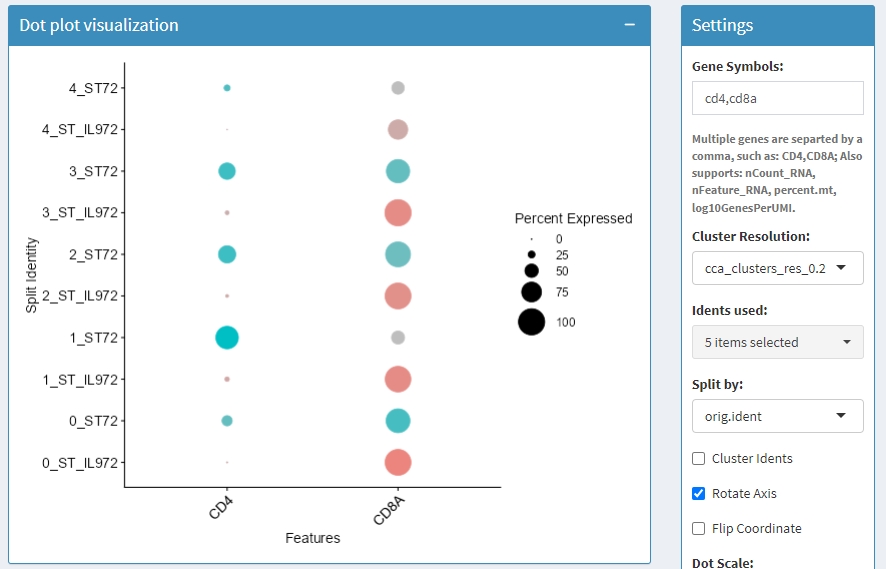 Dot plot visualization
4_ST72
4_ST_IL972
3_ST72
3_ST_IL972
2_ST72
2_ST_IL972
1_ST72
1_ST_IL972
0_ST72
0_ST_IL972
Split Identity
CD4
CD8A
Features
Percent Expressed
0
25
50
75
100
Settings
Gene Symbols:
cd4,cd8a
Multiple genes are separted by a
comma, such as: CD4,CD8A; Also
supports: nCount_RNA,
nFeature_RNA, percent.mt,
log10GenesPerUMI.
Cluster Resolution:
cca_clusters_res_0.2
Idents used:
5 items selected
Split by:
orig.ident
Cluster Idents
Rotate Axis
Flip Coordinate
Dot Scale: